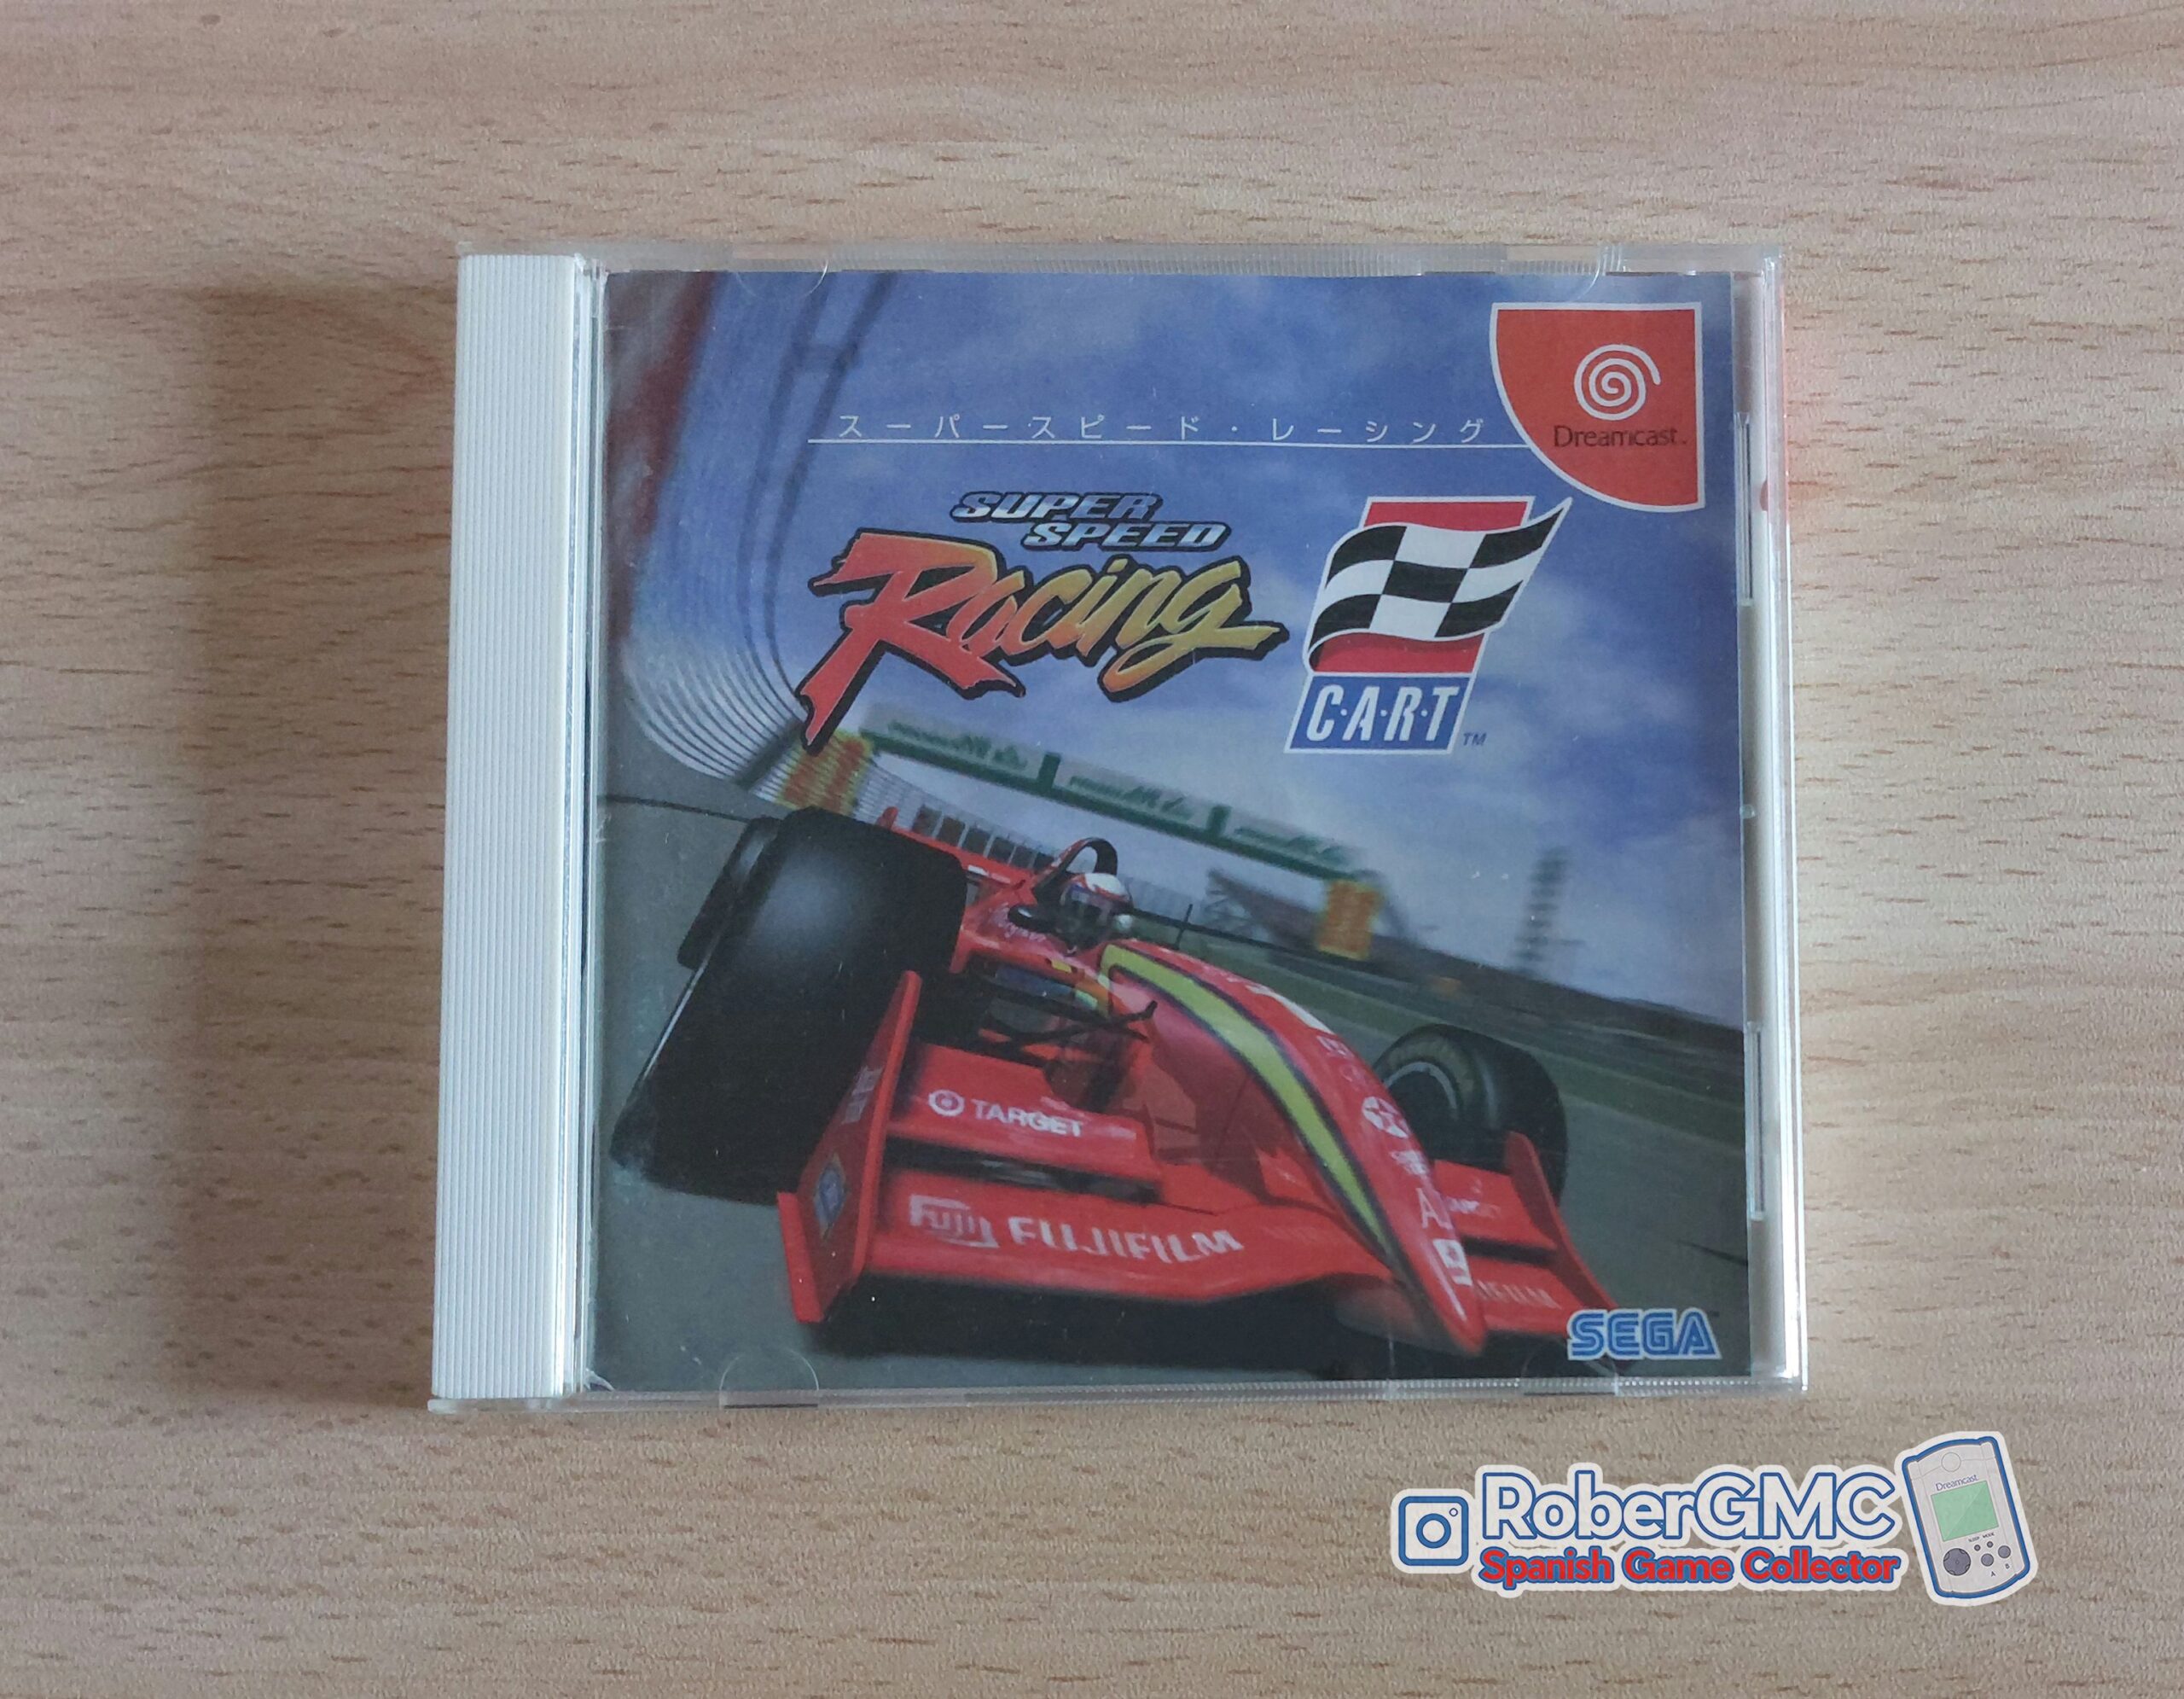 スーパースピード・レーシング
Dreamcast
SUPER
SPEED
Racing
C·A·R·T™
TARGET
FUJI FUJIFILM
SEGA
RoberGMC
Spanish Game Collector
Dreamcast